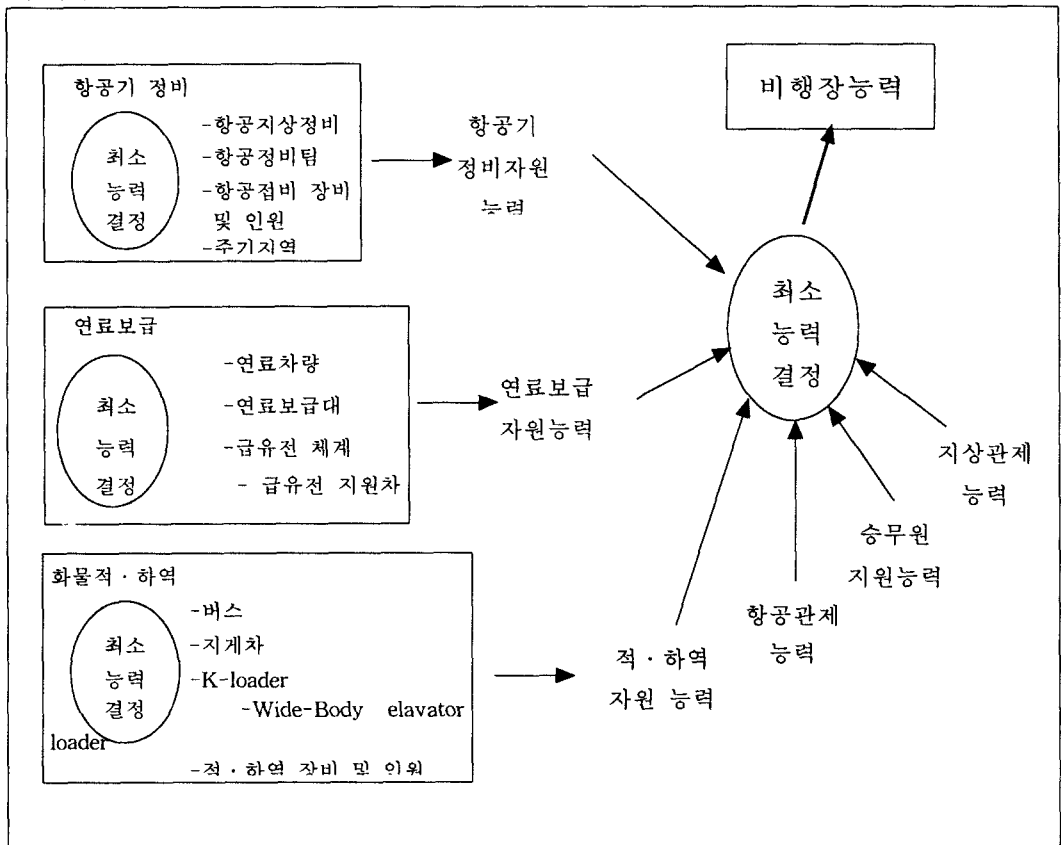 항공기 정비
최소
능력
결정
-항공지상정비
-항공정비팀
-항공접비 장비
및 인원
-주기지역
항공기
정비자원
능력
비행장능력
최소
능력
결정
연료보급
최소
능력
결정
-연료차량
-연료보급대
-급유전 체계
- 급유전 지원차
연료보급
자원능력
지상관제
능력
승무원
지원능력
항공관제
능력
적·하역
자원 능력
화물적·하역
최소
능력
결정
-버스
-지게차
-K-loader
-Wide-Body elavator
loader
-적·하역 장비 및 인원